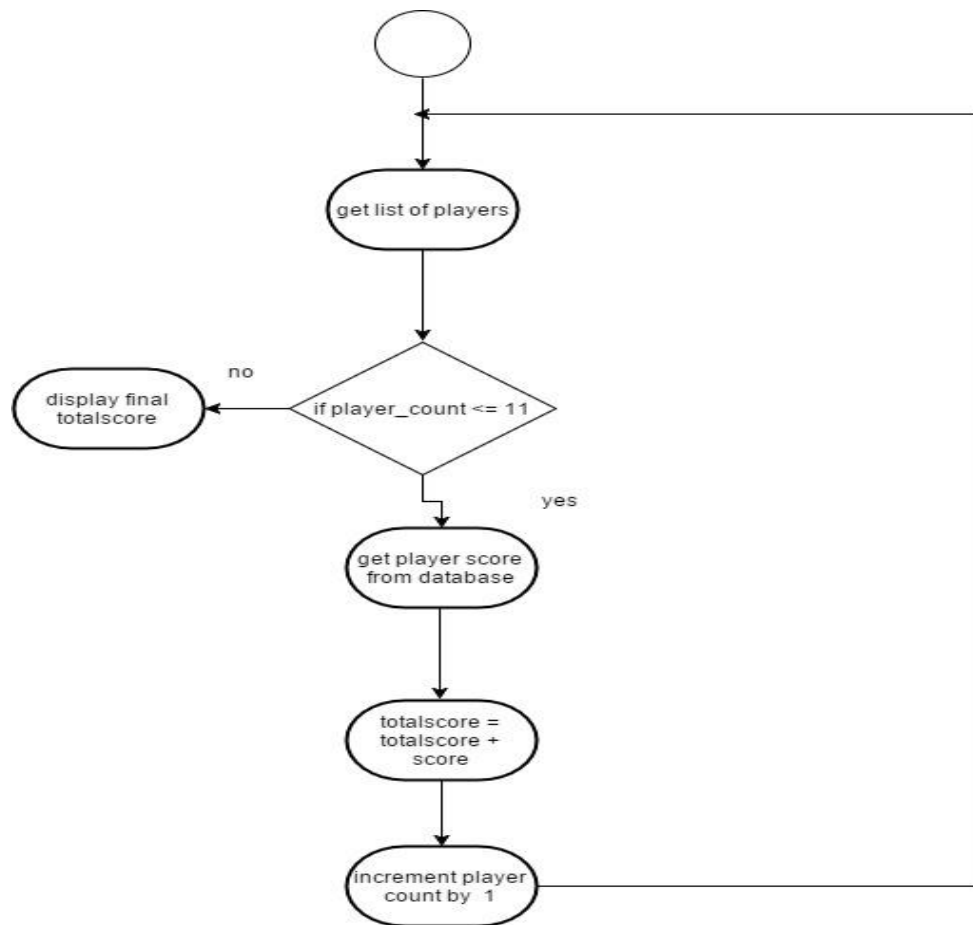 get list of players
no
display final
totalscore
if player_count <= 11
yes
get player score
from database
totalscore =
totalscore +
score
increment player
count by 1